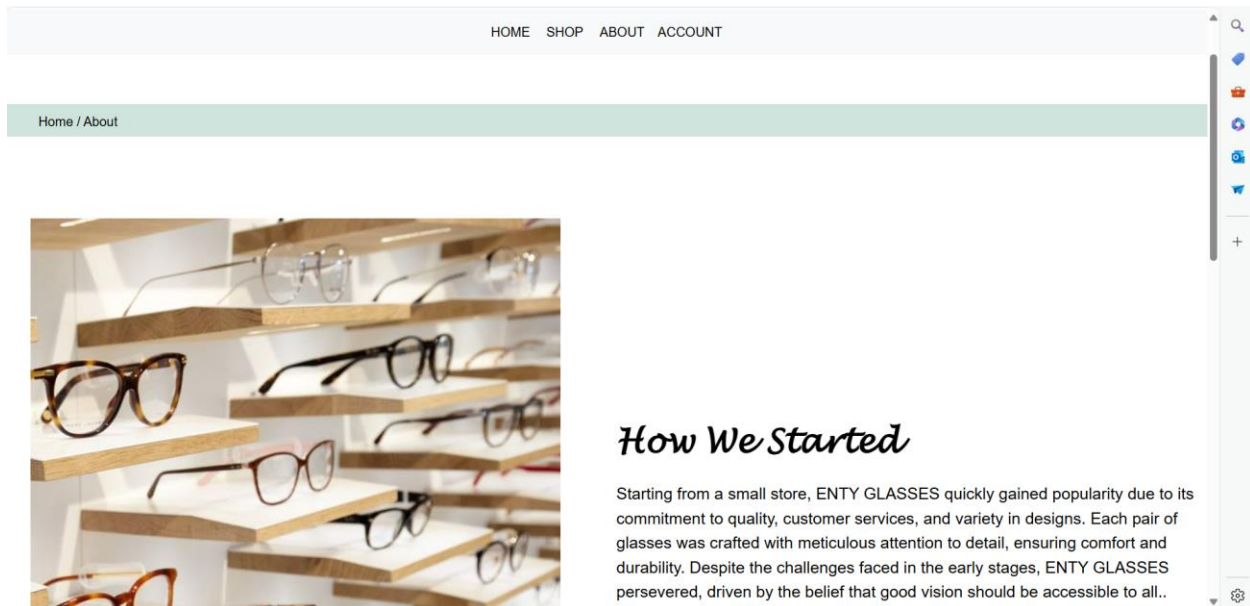 HOME SHOP ABOUT ACCOUNT
Home / About
How We Started
Starting from a small store, ENTY GLASSES quickly gained popularity due to its
commitment to quality, customer services, and variety in designs. Each pair of
glasses was crafted with meticulous attention to detail, ensuring comfort and
durability. Despite the challenges faced in the early stages, ENTY GLASSES
persevered, driven by the belief that good vision should be accessible to all..